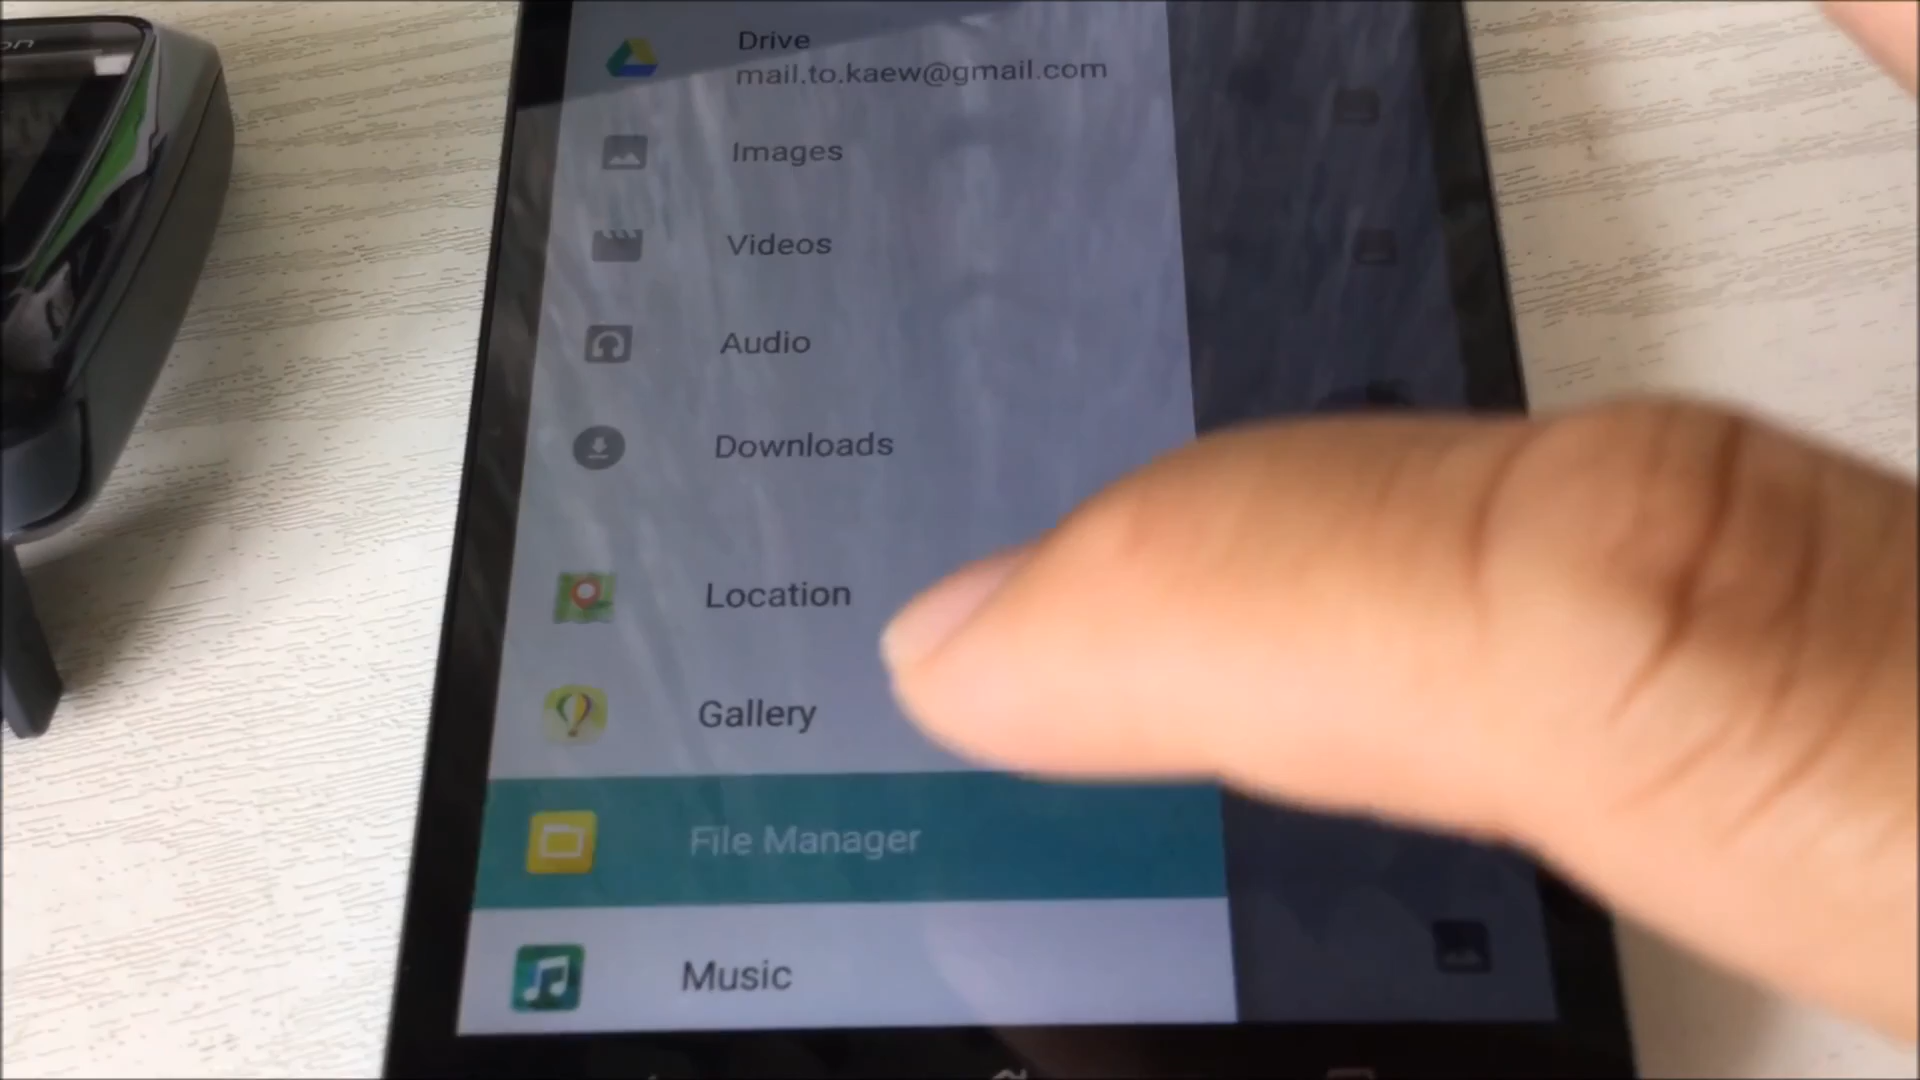 Drive
mail.to.kaew@gmail.com
Images
Videos
Audio
Downloads
Location
Gallery
File Manager
Music